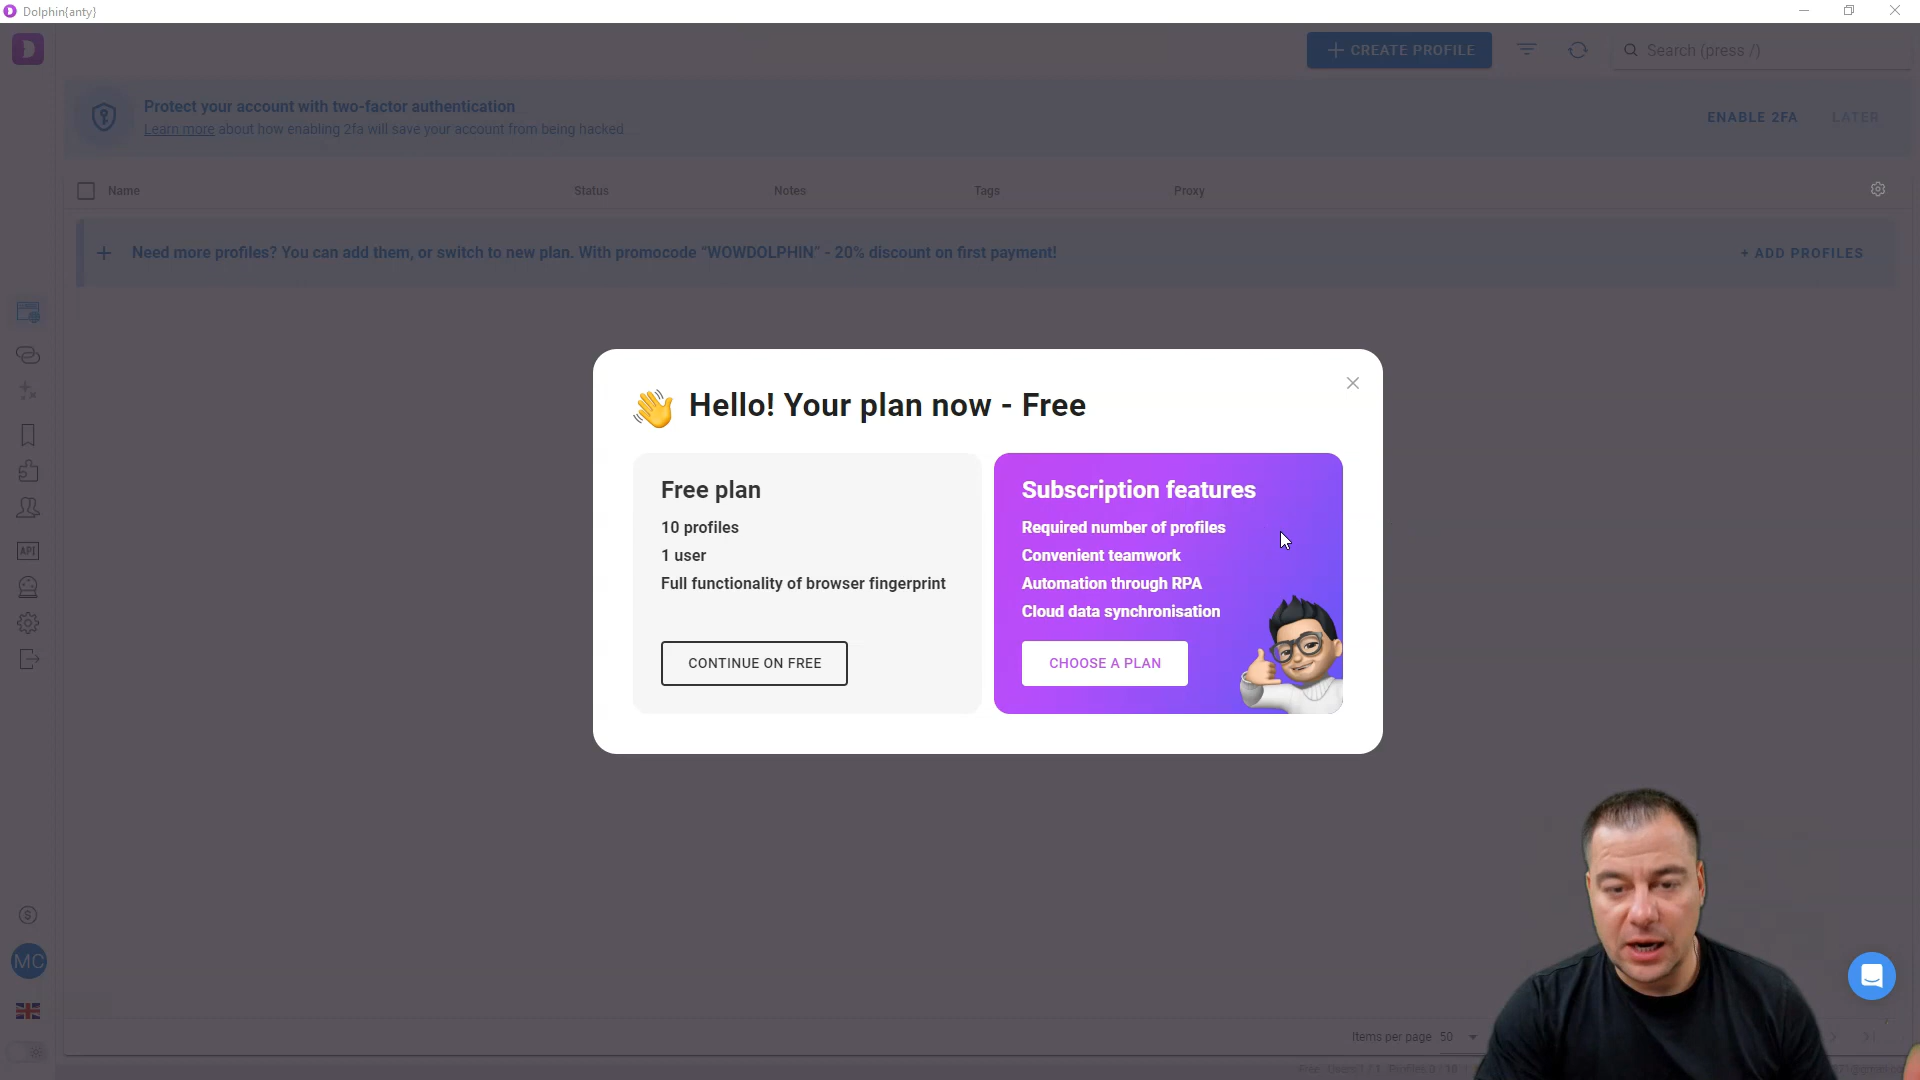 Dolphin{anty}
CREATE PROFILE
Search (press /)
Protect your account with two-factor authentication
Learn more about how enabling 2fa will save your account from being hacked...
ENABLE 2FA
LATER
Name
Status
Notes
Tags
Proxy
Need more profiles? You can add them, or switch to new plan. With promocode "WOWDOLPHIN" - 20% discount on first payment!
+ ADD PROFILES
Hello! Your plan now - Free
Free plan
10 profiles
1 user
Full functionality of browser fingerprint
CONTINUE ON FREE
Subscription features
Required number of profiles
Convenient teamwork
Automation through RPA
Cloud data synchronisation
CHOOSE A PLAN
API
MC
Items per page
50